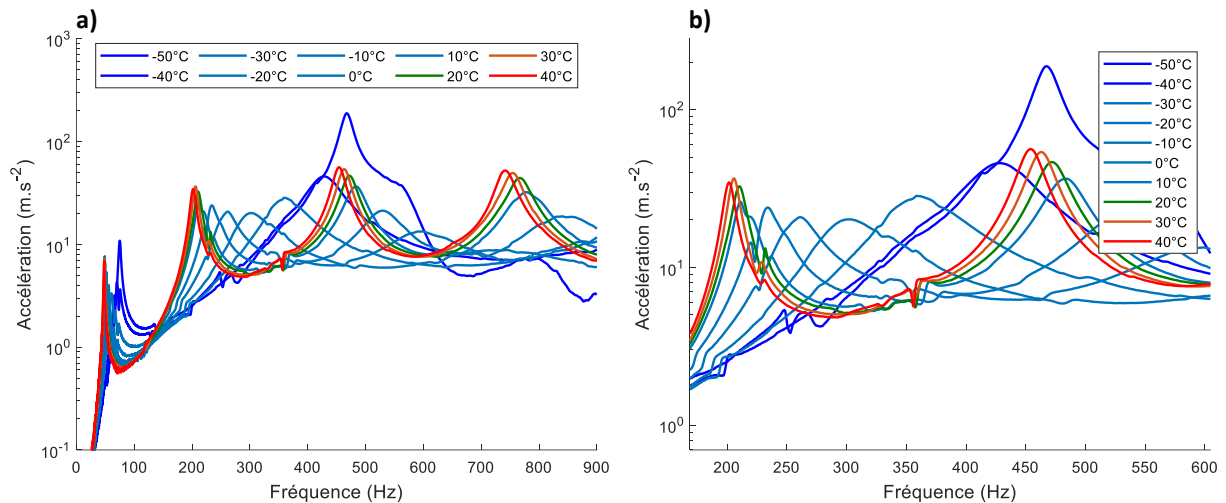 a)
10³
10²
10¹
10⁰
10⁻¹
Accélération (m.s⁻²)
-50°C -30°C -10°C 10°C 30°C
-40°C -20°C 0°C 20°C 40°C
0 100 200 300 400 500 600 700 800 900
Fréquence (Hz)
b)
10²
10¹
10⁰
Accélération (m.s⁻²)
-50°C
-40°C
-30°C
-20°C
-10°C
0°C
10°C
20°C
30°C
40°C
200 250 300 350 400 450 500 550 600
Fréquence (Hz)